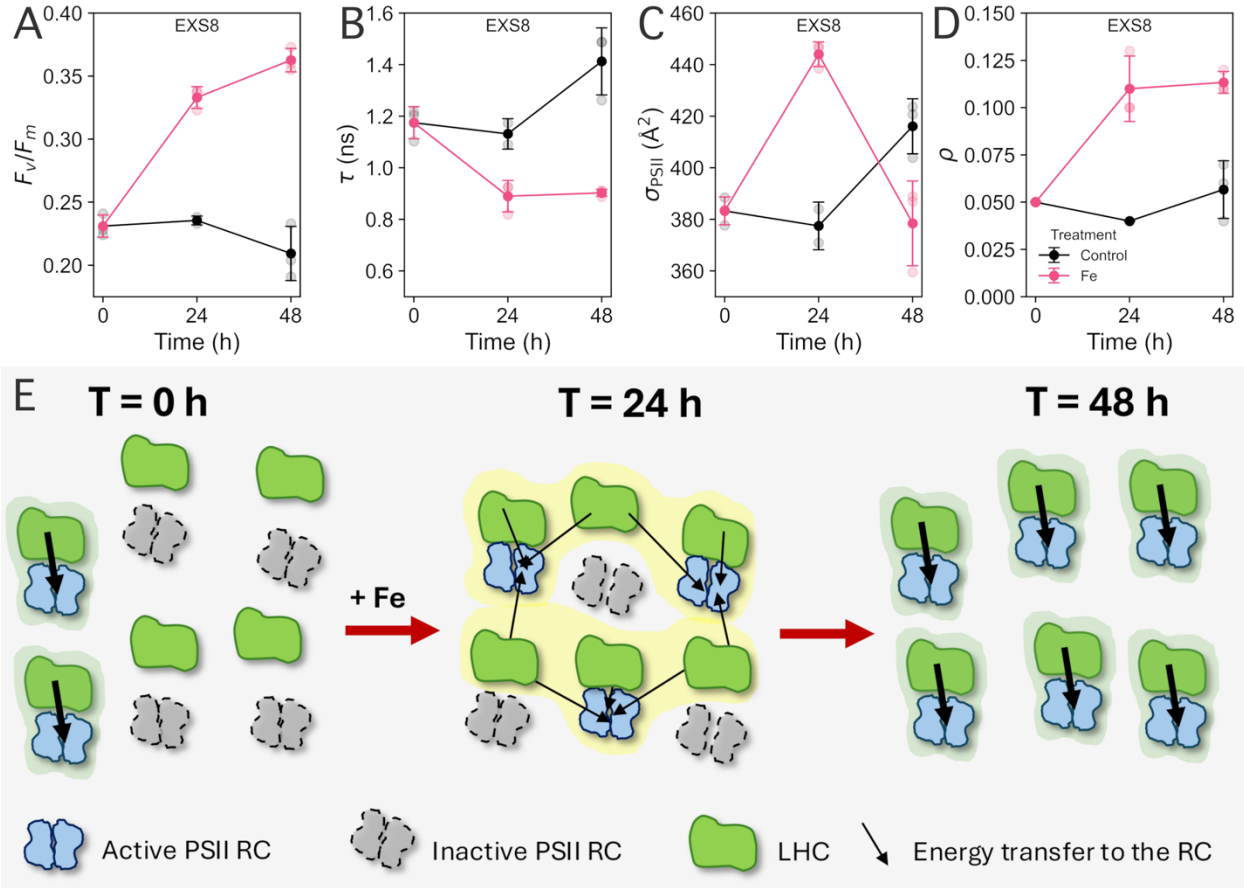 A
EXS8
Fv/Fm
0.40
0.35
0.30
0.25
0.20
0 24 48
Time (h)
B
EXS8
τ (ns)
1.6
1.4
1.2
1.0
0.8
0.6
0 24 48
Time (h)
C
EXS8
σPSII (Å²)
460
440
420
400
380
360
0 24 48
Time (h)
D
EXS8
ρ
0.150
0.125
0.100
0.075
0.050
0.025
0.000
Treatment
Control
Fe
0 24 48
Time (h)
E
T = 0 h
T = 24 h
T = 48 h
+ Fe
Active PSII RC
Inactive PSII RC
LHC
Energy transfer to the RC